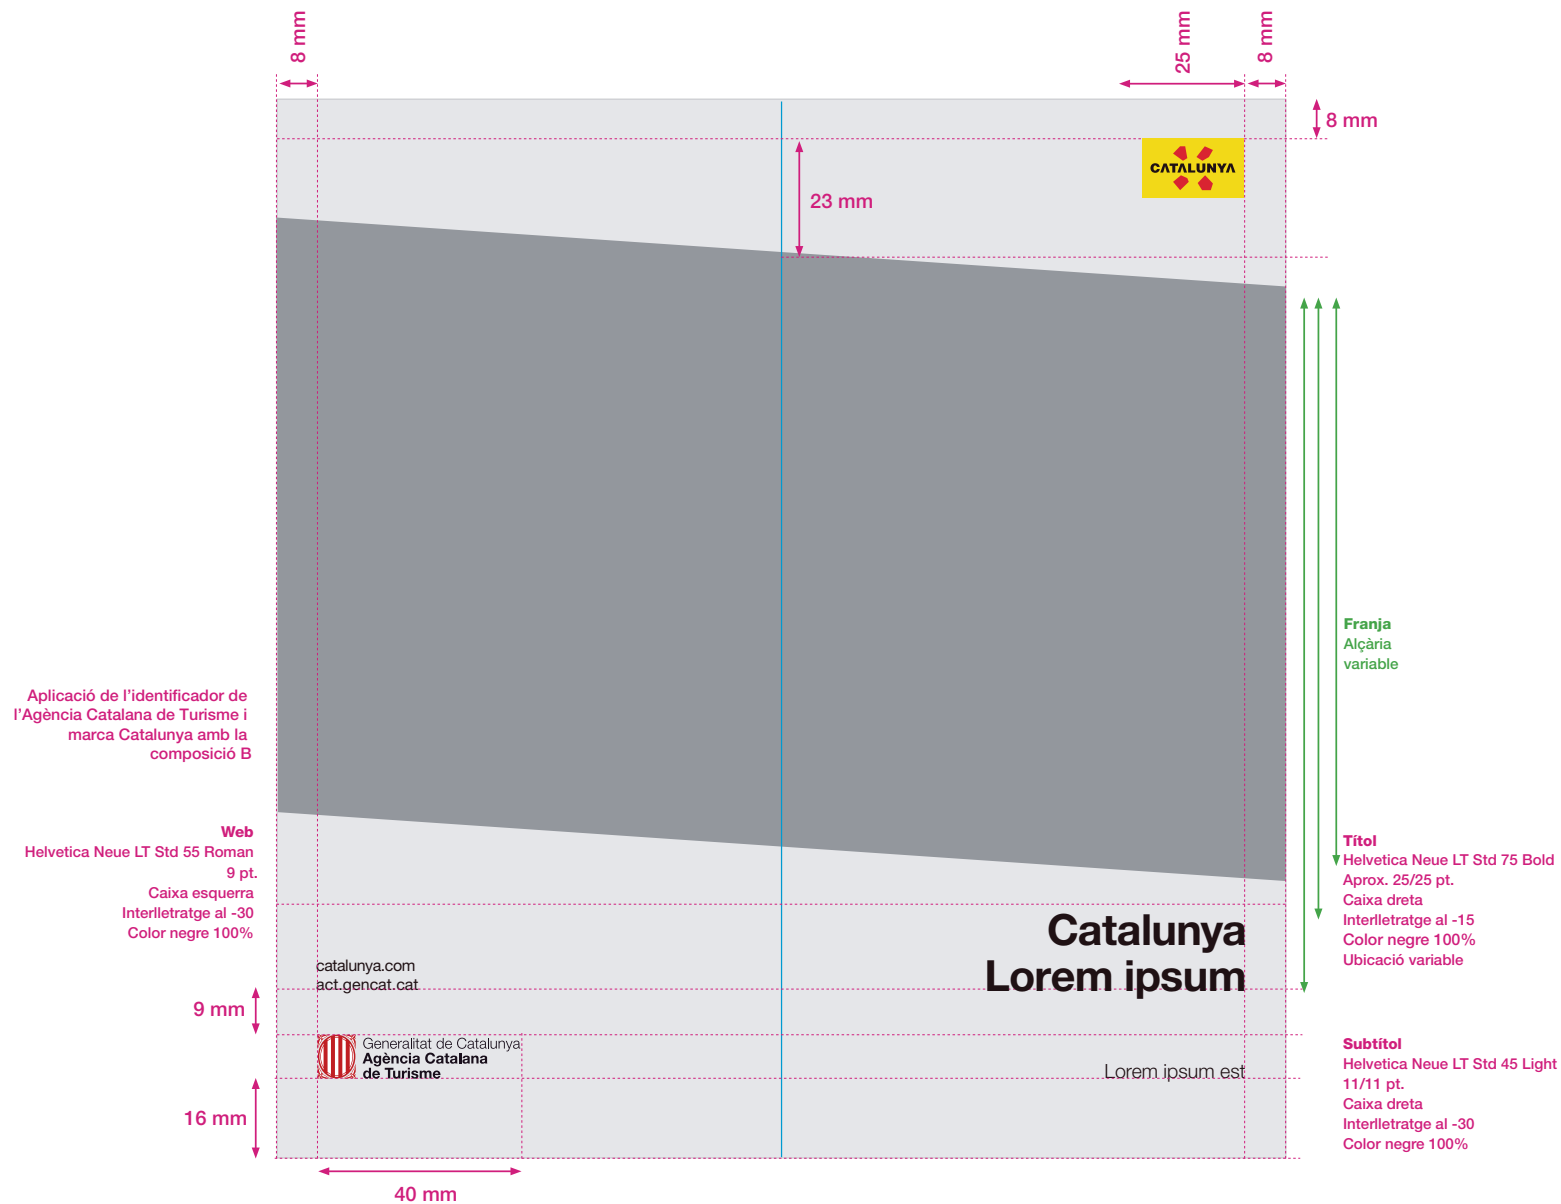 8 mm
25 mm
8 mm
8 mm
CATALUNYA
23 mm
Franja
Alçària
variable
Aplicació de l’identificador de
l’Agència Catalana de Turisme i
marca Catalunya amb la
composició B
Web
Helvetica Neue LT Std 55 Roman
9 pt.
Caixa esquerra
Interlletratge al -30
Color negre 100%
Títol
Helvetica Neue LT Std 75 Bold
Aprox. 25/25 pt.
Caixa dreta
Interlletratge al -15
Color negre 100%
Ubicació variable
Catalunya
Lorem ipsum
catalunya.com
act.gencat.cat
9 mm
Generalitat de Catalunya
Agència Catalana
de Turisme
Lorem ipsum est
Subtítol
Helvetica Neue LT Std 45 Light
11/11 pt.
Caixa dreta
Interlletratge al -30
Color negre 100%
16 mm
40 mm